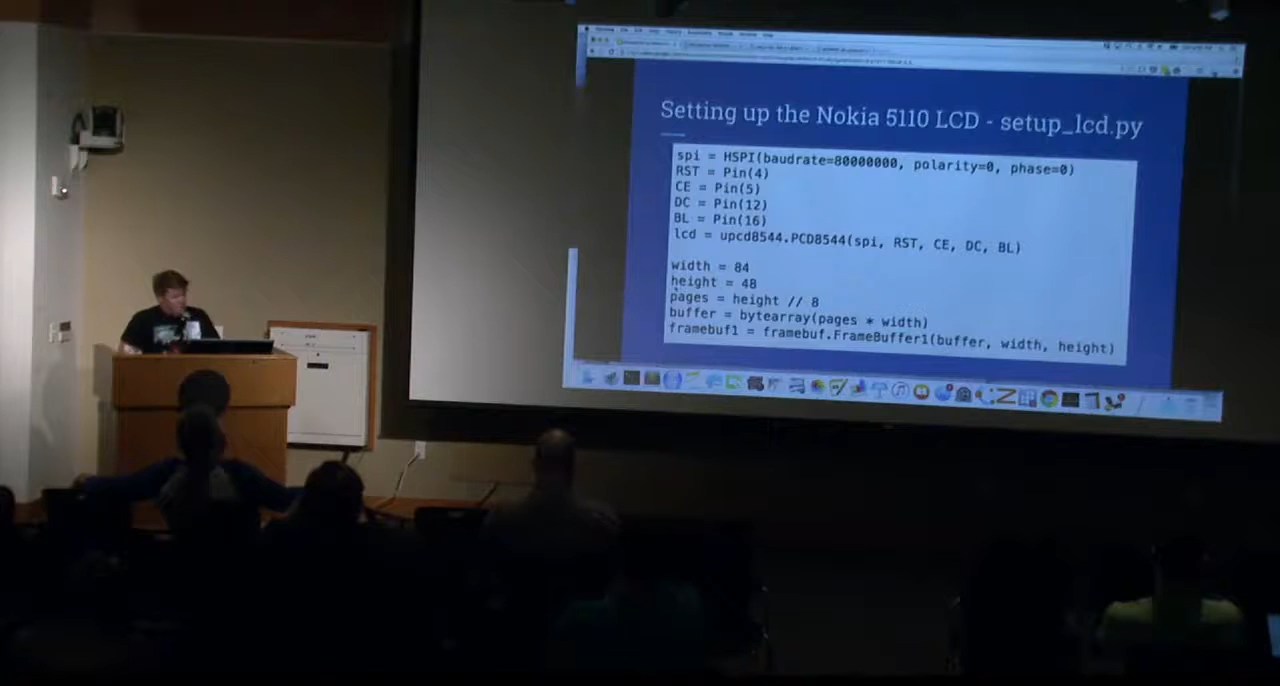 Setting up the Nokia 5110 LCD - setup_lcd.py
spi = HSPI(baudrate=80000000, polarity=0, phase=0)
RST = Pin(4)
CE = Pin(5)
DC = Pin(12)
BL = Pin(16)
lcd = upcd8544.PCD8544(spi, RST, CE, DC, BL)
width = 84
height = 48
pages = height // 8
buffer = bytearray(pages * width)
framebuf1 = framebuf.FrameBuffer1(buffer, width, height)